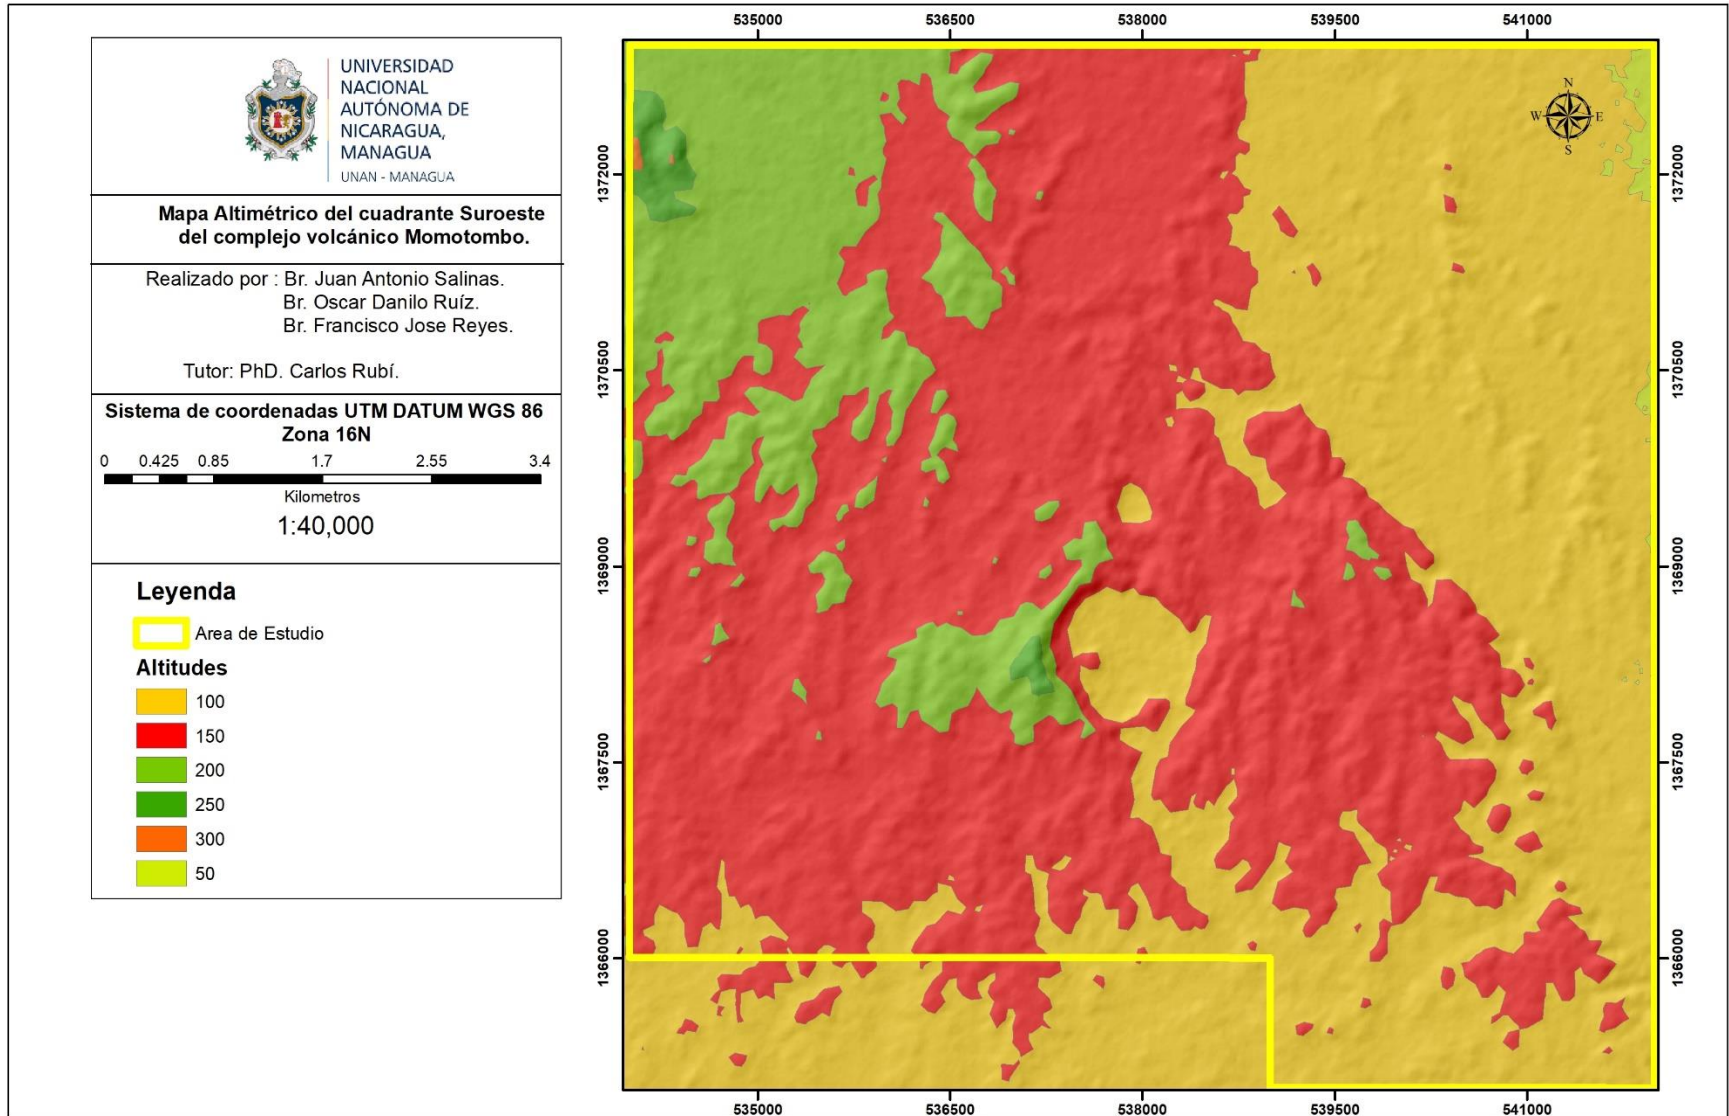 UNIVERSIDAD
NACIONAL
AUTÓNOMA DE
NICARAGUA,
MANAGUA
UNAN - MANAGUA
Mapa Altimétrico del cuadrante Suroeste
del complejo volcánico Momotombo.
Realizado por : Br. Juan Antonio Salinas.
Br. Oscar Danilo Ruíz.
Br. Francisco Jose Reyes.
Tutor: PhD. Carlos Rubí.
Sistema de coordenadas UTM DATUM WGS 86
Zona 16N
0 0.425 0.85 1.7 2.55 3.4
Kilometros
1:40,000
Leyenda
Area de Estudio
Altitudes
100
150
200
250
300
50
535000 536500 538000 539500 541000
N
W E
S
1372000 1372000
1370500 1370500
1369000 1369000
1367500 1367500
1366000 1366000
535000 536500 538000 539500 541000